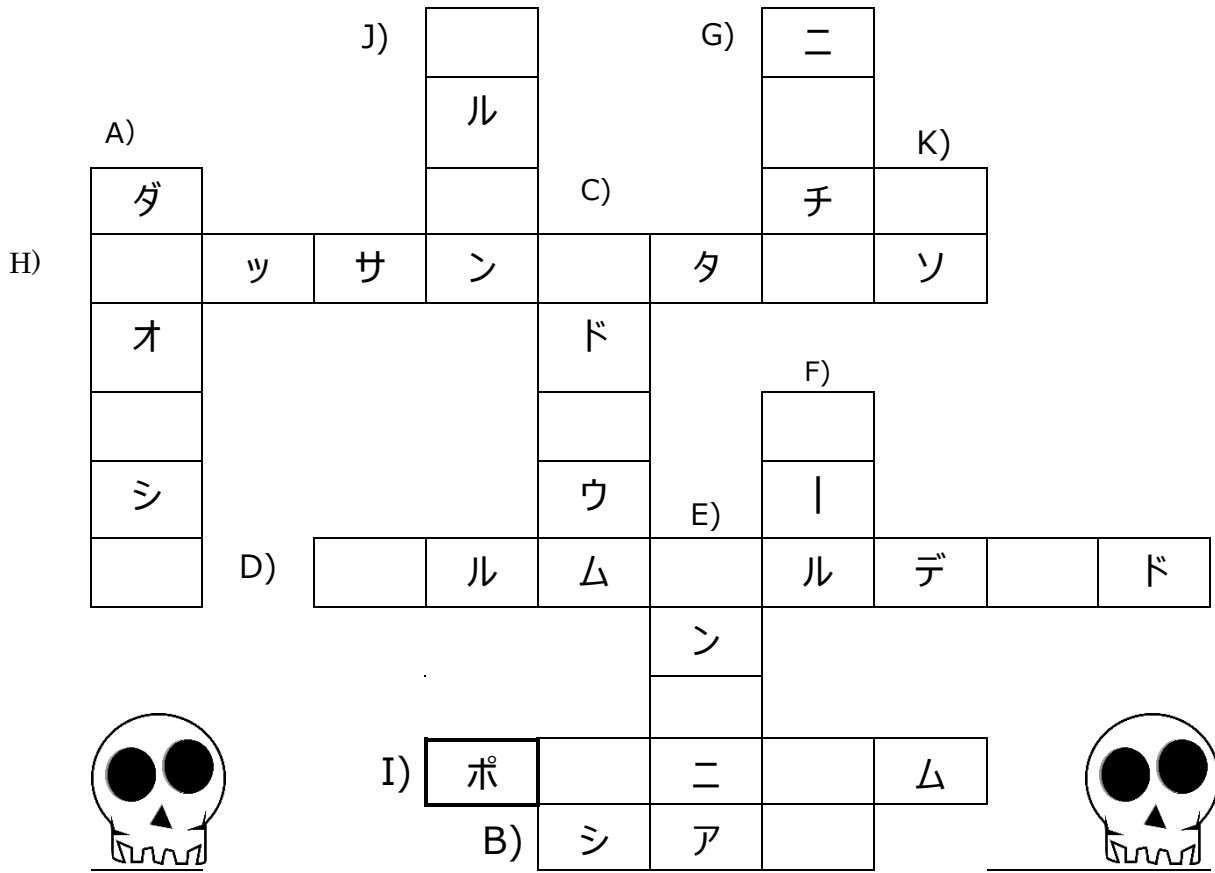 J) G) ニ
ル
A) K)
ダ C) チ
H) ッ サ ン タ ソ
オ ド
F)
シ ウ E) ー
D) ル ム ル デ ド
ン
I) ポ ニ ム
B) シ ア